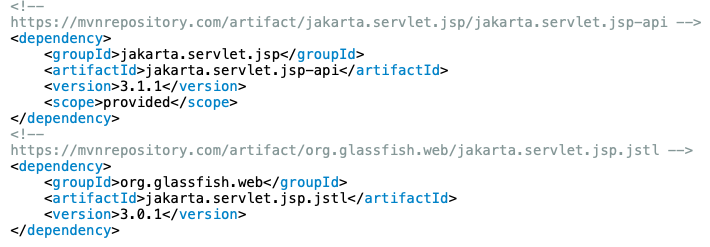 <!--
https://mvnrepository.com/artifact/jakarta.servlet.jsp/jakarta.servlet.jsp-api -->
<dependency>
    <groupId>jakarta.servlet.jsp</groupId>
    <artifactId>jakarta.servlet.jsp-api</artifactId>
    <version>3.1.1</version>
    <scope>provided</scope>
</dependency>
<!--
https://mvnrepository.com/artifact/org.glassfish.web/jakarta.servlet.jsp.jstl -->
<dependency>
    <groupId>org.glassfish.web</groupId>
    <artifactId>jakarta.servlet.jsp.jstl</artifactId>
    <version>3.0.1</version>
</dependency>